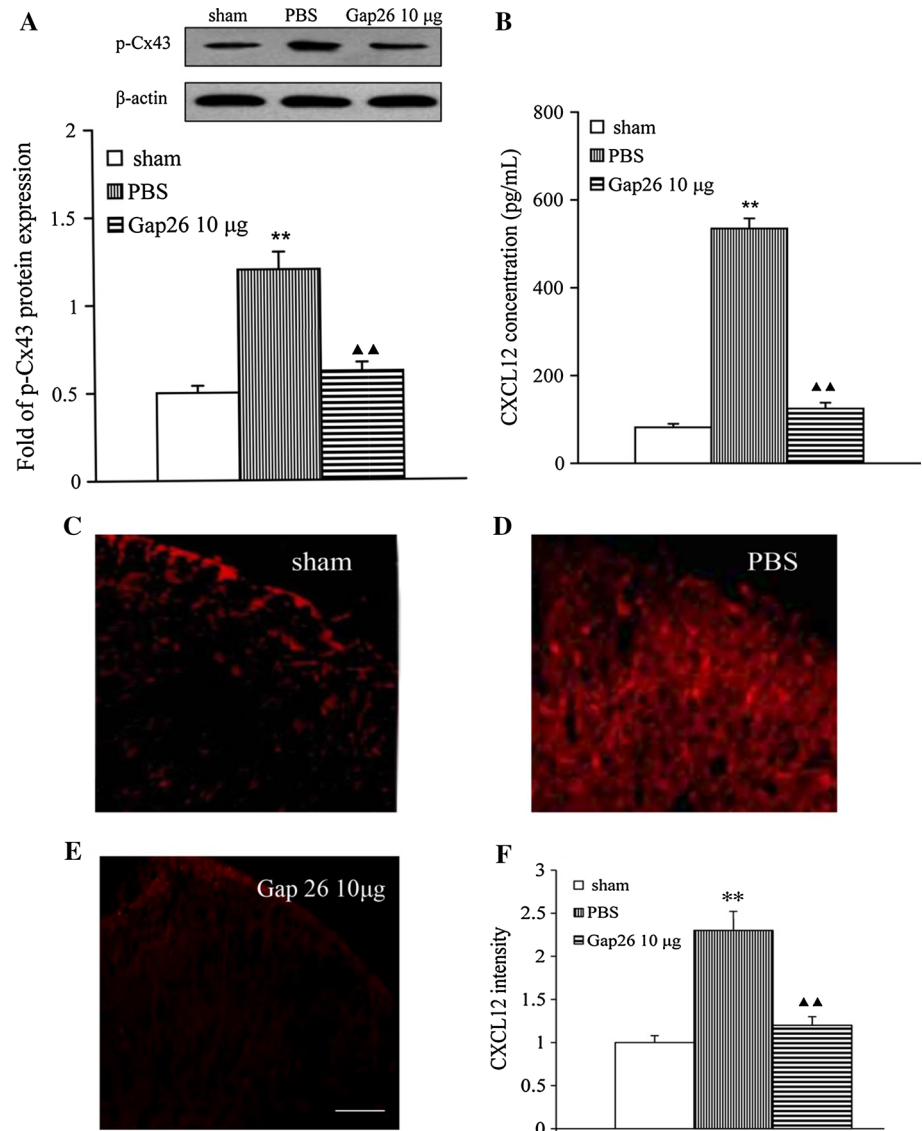 A
sham PBS Gap26 10 μg
p-Cx43
β-actin
2
1.5
1
0.5
0
Fold of p-Cx43 protein expression
sham
PBS
Gap26 10 μg
**
▲▲
B
800
600
400
200
0
CXCL12 concentration (pg/mL)
sham
PBS
Gap26 10 μg
**
▲▲
C
sham
D
PBS
E
Gap 26 10μg
F
3
2.5
2
1.5
1
0.5
0
CXCL12 intensity
sham
PBS
Gap26 10 μg
**
▲▲